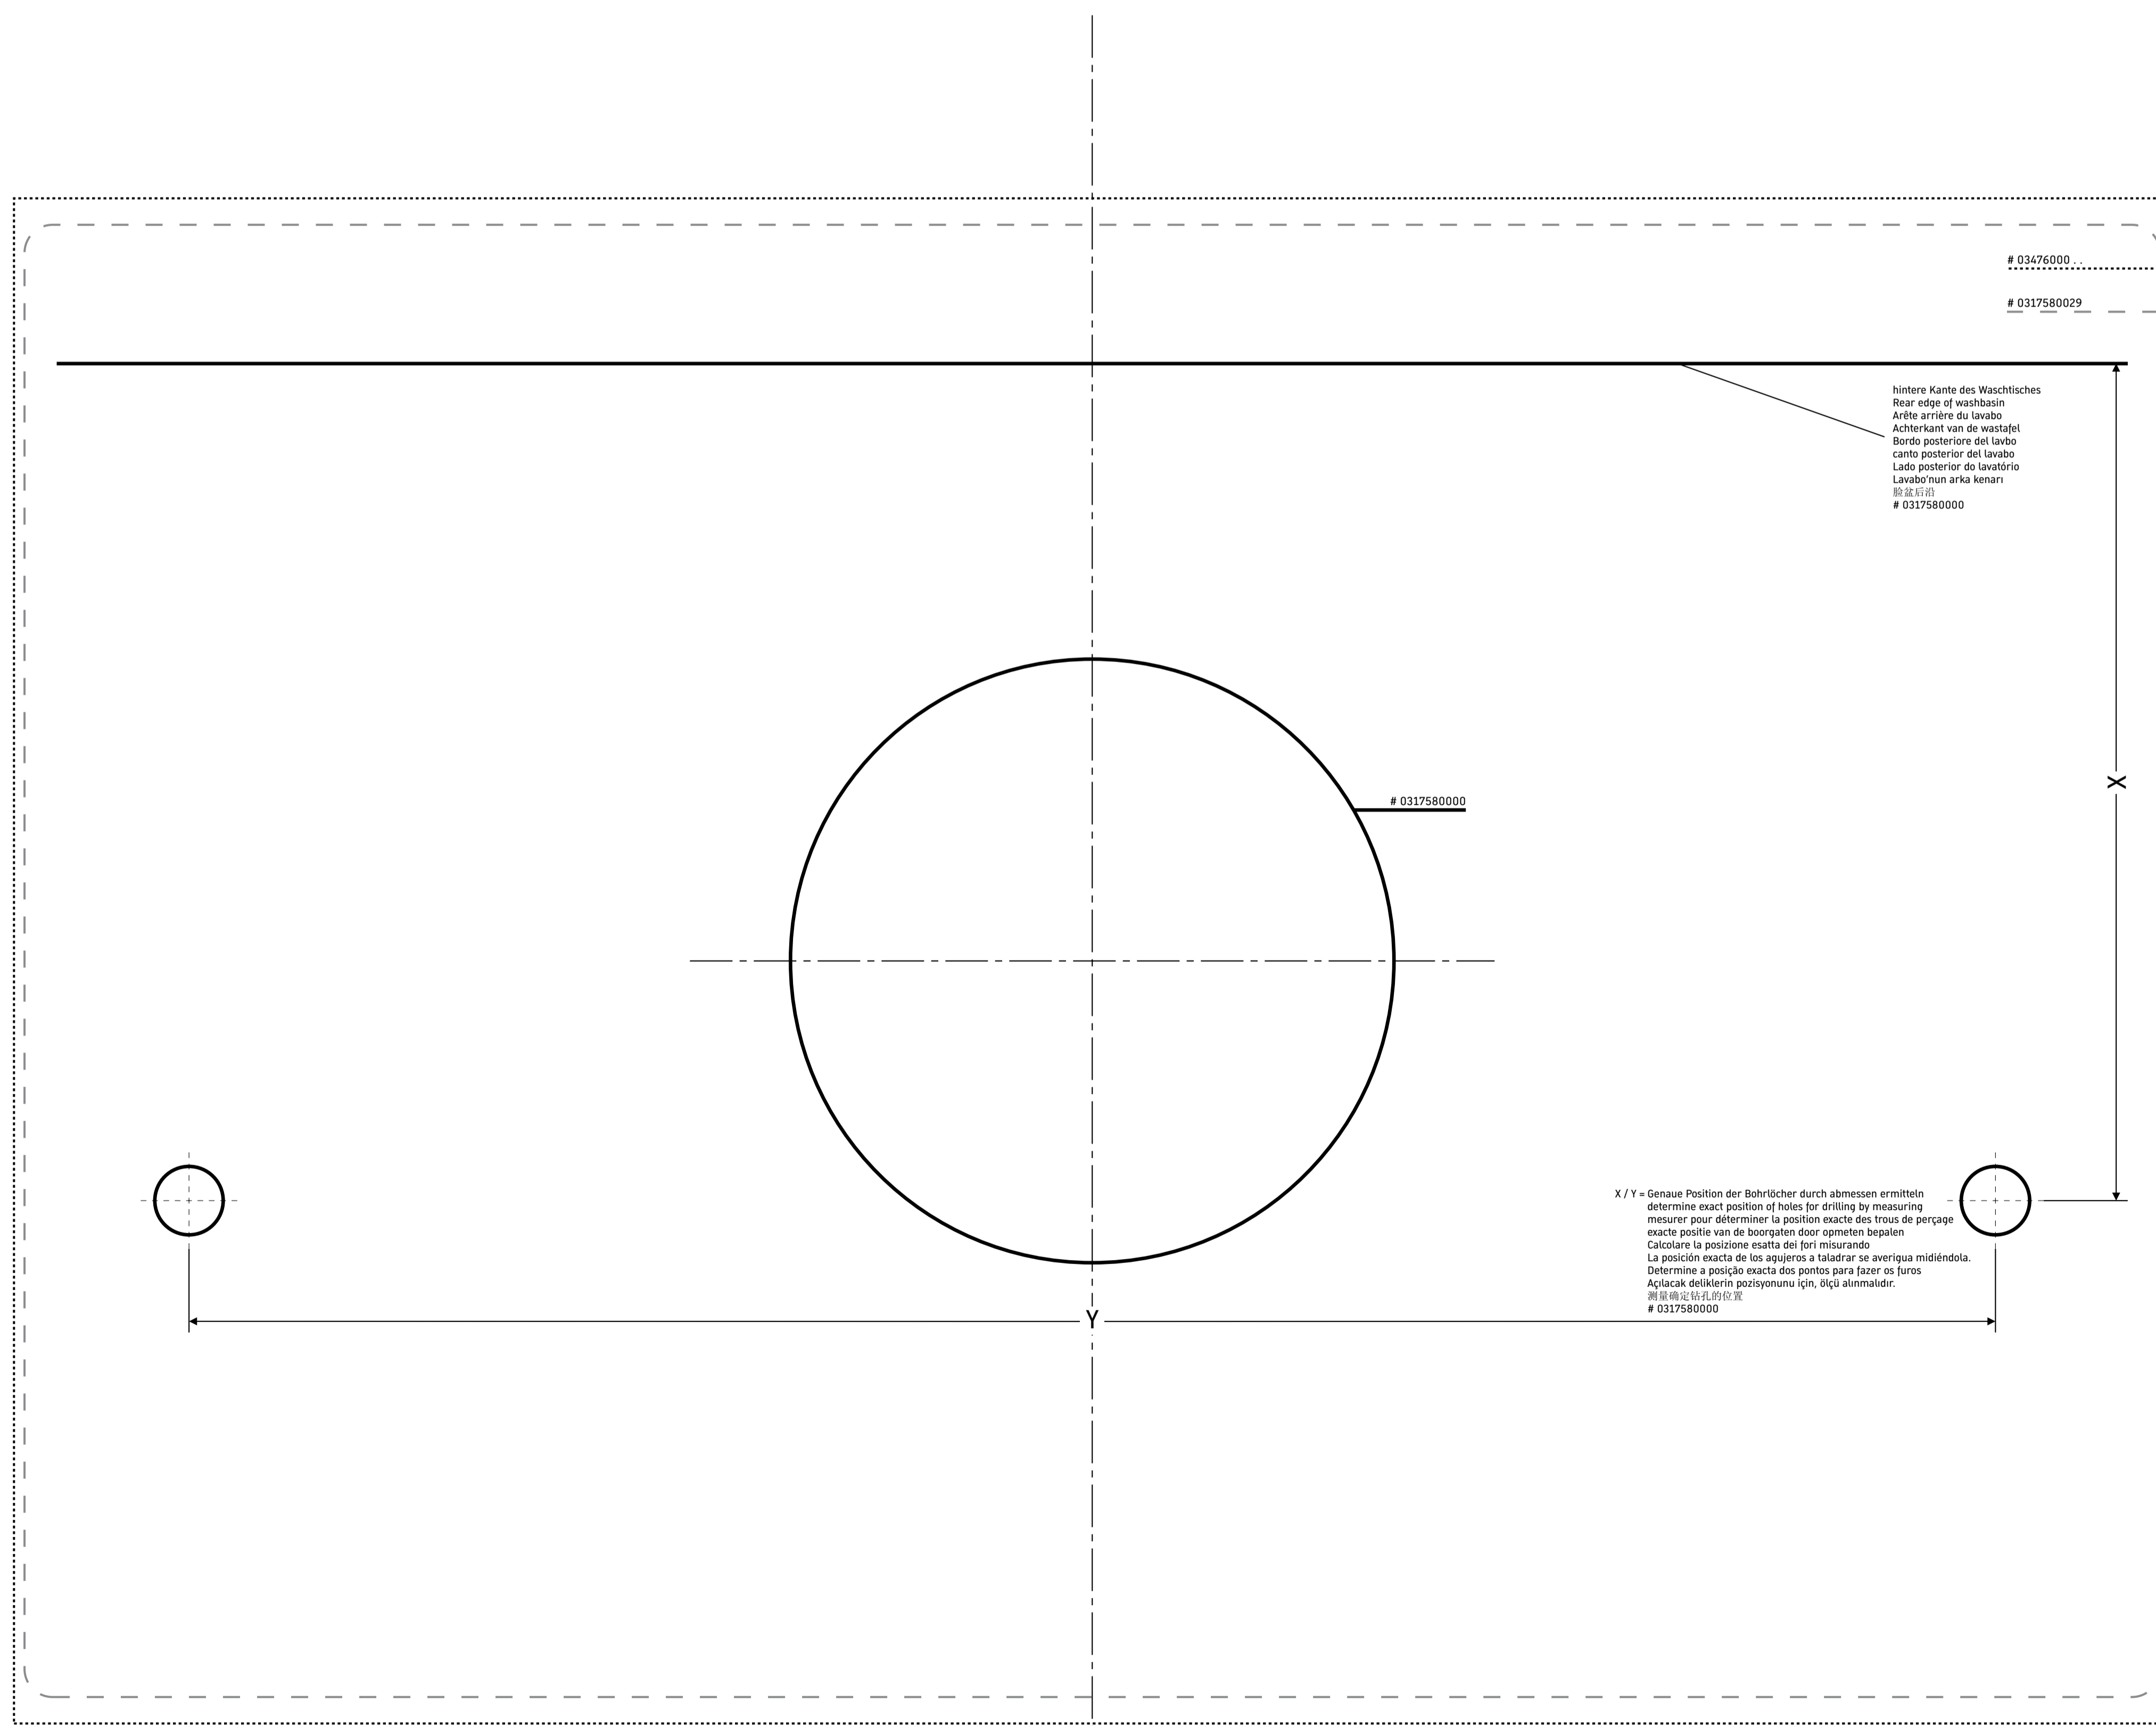 # 03476000 . .
# 0317580029
hintere Kante des Waschtisches
Rear edge of washbasin
Arête arrière du lavabo
Achterkant van de wastafel
Bordo posteriore del lavbo
canto posterior del lavabo
Lado posterior do lavatório
Lavabo'nun arka kenarı
脸盆后沿
# 0317580000
X
# 0317580000
X / Y = Genaue Position der Bohrlöcher durch abmessen ermitteln
determine exact position of holes for drilling by measuring
mesurer pour déterminer la position exacte des trous de perçage
exacte positie van de boorgaten door opmeten bepalen
Calcolare la posizione esatta dei fori misurando
La posición exacta de los agujeros a taladrar se averigua midiéndola.
Determine a posição exacta dos pontos para fazer os furos
Açılacak deliklerin pozisyonunu için, ölçü alınmalıdır.
测量确定钻孔的位置
# 0317580000
Y